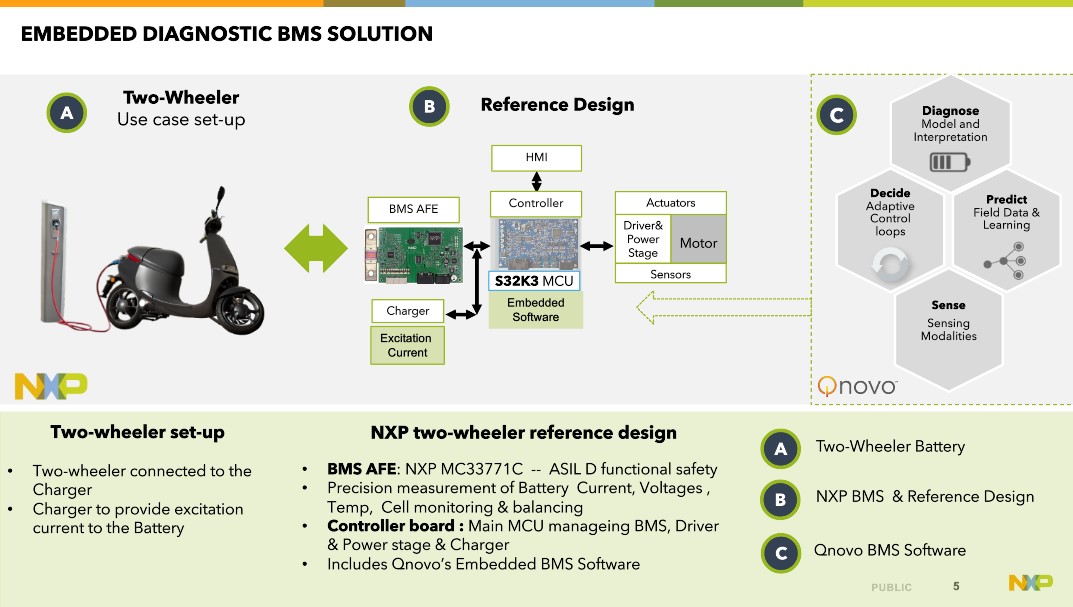 EMBEDDED DIAGNOSTIC BMS SOLUTION
A
Two-Wheeler
Use case set-up
B
Reference Design
HMI
BMS AFE
Controller
S32K3 MCU
Embedded
Software
Charger
Excitation
Current
Actuators
Driver&
Power
Stage
Motor
Sensors
C
Diagnose
Model and
Interpretation
Decide
Adaptive
Control
loops
Predict
Field Data &
Learning
Sense
Sensing
Modalities
NXP
Qnovo
Two-wheeler set-up
• Two-wheeler connected to the
Charger
• Charger to provide excitation
current to the Battery
NXP two-wheeler reference design
• BMS AFE: NXP MC33771C -- ASIL D functional safety
• Precision measurement of Battery Current, Voltages ,
Temp, Cell monitoring & balancing
• Controller board : Main MCU manageing BMS, Driver
& Power stage & Charger
• Includes Qnovo's Embedded BMS Software
A Two-Wheeler Battery
B NXP BMS & Reference Design
C Qnovo BMS Software
PUBLIC 5 NXP